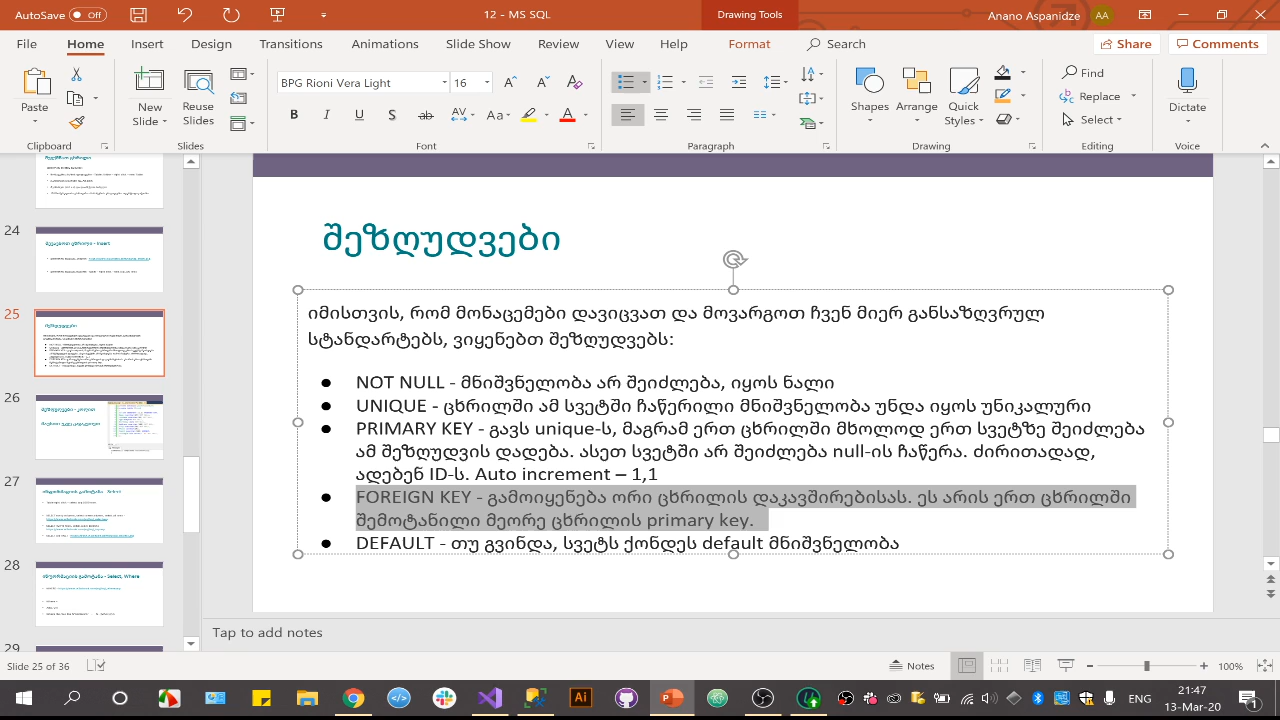 AutoSave Off
12 - MS SQL
Drawing Tools
Anano Aspanidze AA
File Home Insert Design Transitions Animations Slide Show Review View Help Format Search Share Comments
BPG Rioni Vera Light 16
Paste
New Slide
Reuse Slides
Shapes Arrange Quick Styles
Find
Replace
Select
Dictate
Clipboard Slides Font Paragraph Drawing Editing Voice
24
25
26
27
28
29
შეზღუდვები
იმისთვის, რომ მონაცემები დავიცვათ და მოვარგოთ ჩვენ მიერ განსაზღვრულ
სტანდარტებს, ვიყენებთ შეზღუდვებს:
● NOT NULL - მნიშვნელობა არ შეიძლება, იყოს ნალი
● UNIQUE - ცხრილში ამ სვეტში ჩაწერილი მნიშვნელობა უნდა იყოს უნიკალური
● PRIMARY KEY - გავს unique-ს, მაგრამ ერთ ცხრილში მხოლოდ ერთ სვეტზე შეიძლება
ამ შეზღუდვის დადება. ასეთ სვეტში არ შეიძლება null-ის ჩაწერა. ძირითადად,
ადებენ ID-ს. Auto increment – 1,1
● FOREIGN KEY - გამოიყენება ორი ცხრილის დაკავშირებისას. ეს არის ერთ ცხრილში
შემოტანილი მეორე ცხრილის primary key.
● DEFAULT - თუ გვინდა, სვეტს ქონდეს default მნიშვნელობა
Tap to add notes
Slide 25 of 36
Notes
100%
ENG
21:47
13-Mar-20